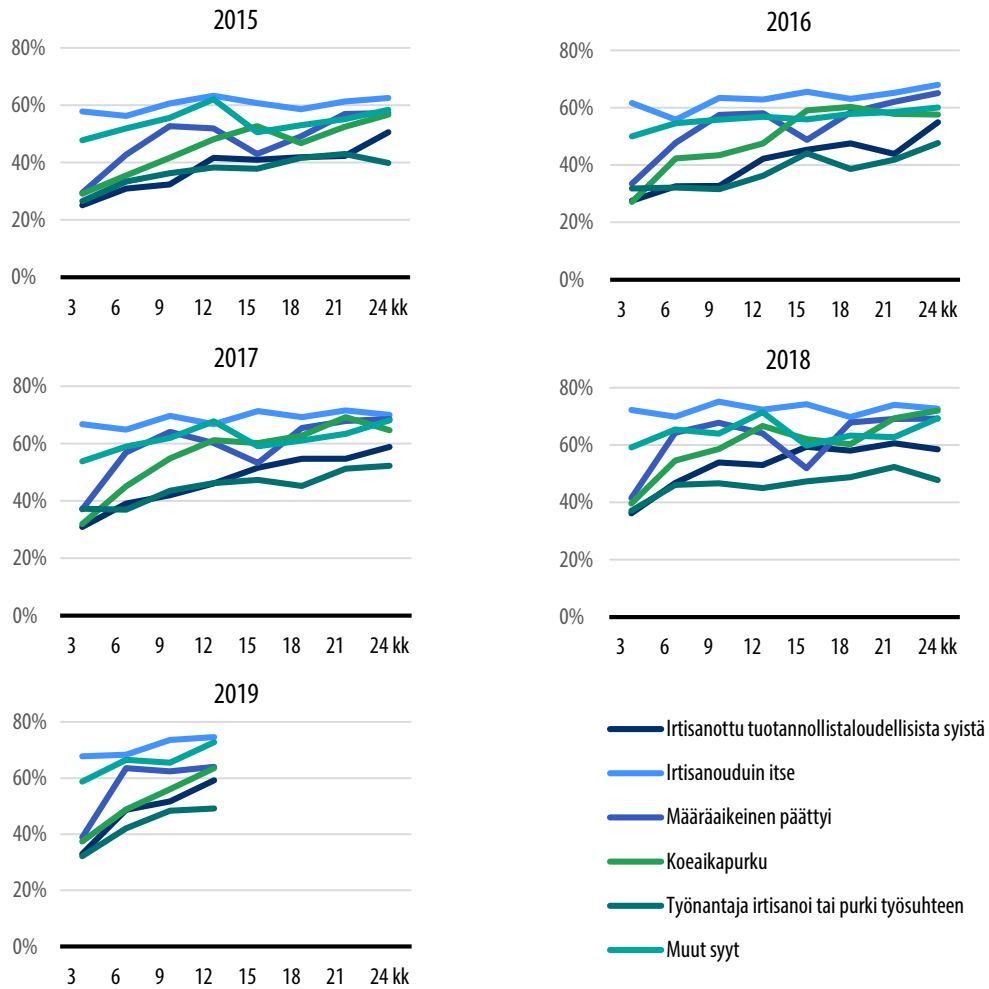 2015
80%
60%
40%
20%
0%
3 6 9 12 15 18 21 24 kk
2016
80%
60%
40%
20%
0%
3 6 9 12 15 18 21 24 kk
2017
80%
60%
40%
20%
0%
3 6 9 12 15 18 21 24 kk
2018
80%
60%
40%
20%
0%
3 6 9 12 15 18 21 24 kk
2019
80%
60%
40%
20%
0%
3 6 9 12 15 18 21 24 kk
Irtisanottu tuotannollistaloudellisista syistä
Irtisanouduin itse
Määräaikeinen päättyi
Koeaikapurku
Työnantaja irtisanoi tai purki työsuhteen
Muut syyt